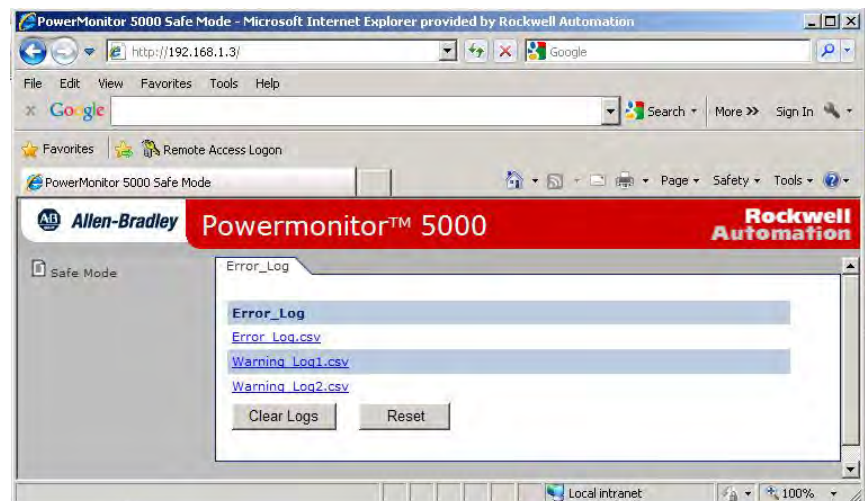 PowerMonitor 5000 Safe Mode - Microsoft Internet Explorer provided by Rockwell Automation
http://192.168.1.3/
Google
File Edit View Favorites Tools Help
x Google Search More >> Sign In
Favorites Remote Access Logon
PowerMonitor 5000 Safe Mode Page Safety Tools
AB Allen-Bradley Powermonitor™ 5000 Rockwell Automation
Safe Mode
Error_Log
Error_Log
Error_Log.csv
Warning_Log1.csv
Warning_Log2.csv
Clear Logs Reset
Local intranet 100%